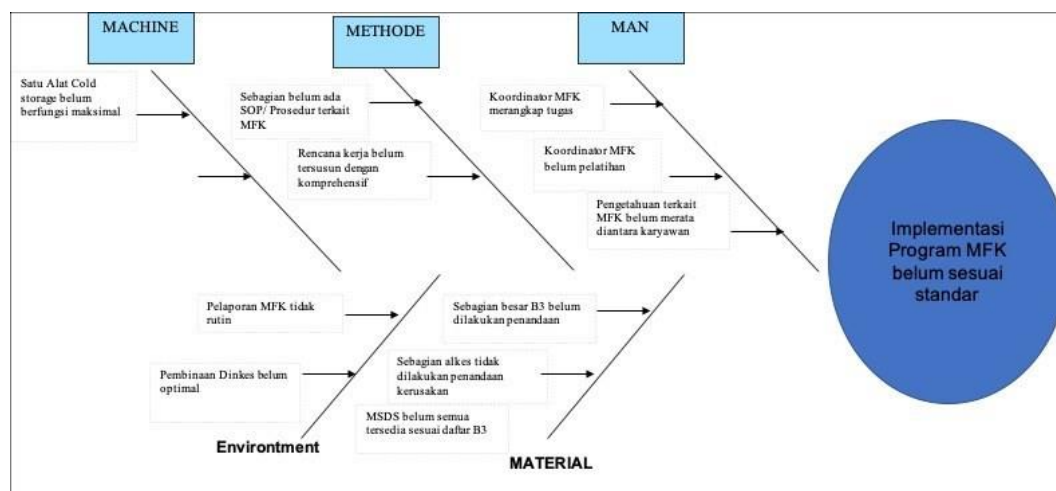 MACHINE
METHODE
MAN
Satu Alat Cold
storage belum
berfungsi maksimal
Sebagian belum ada
SOP/ Prosedur terkait
MFK
Rencana kerja belum
tersusun dengan
komprehensif
Koordinator MFK
merangkap tugas
Koordinator MFK
belum pelatihan
Pengetahuan terkait
MFK belum merata
diantara karyawan
Implementasi
Program MFK
belum sesuai
standar
Pelaporan MFK tidak
rutin
Pembinaan Dinkes belum
optimal
Environtment
Sebagian besar B3 belum
dilakukan penandaan
Sebagian alkes tidak
dilakukan penandaan
kerusakan
MSDS belum semua
tersedia sesuai daftar B3
MATERIAL